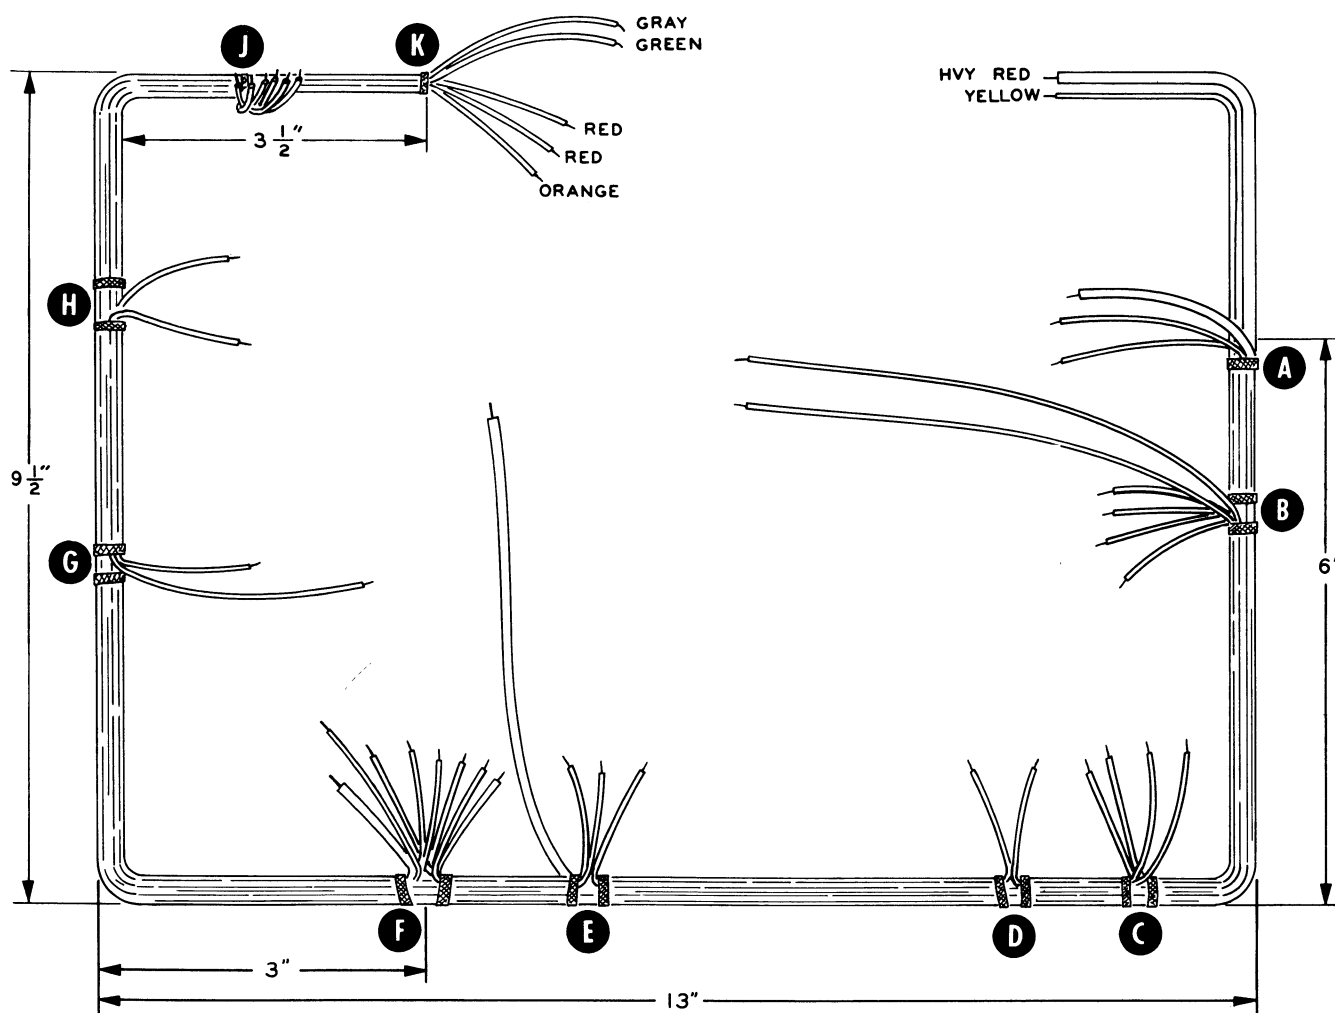 J
K
GRAY
GREEN
HVY RED
YELLOW
3 1/2"
RED
RED
ORANGE
H
A
9 1/2"
B
G
6"
F
E
D
C
3"
13"